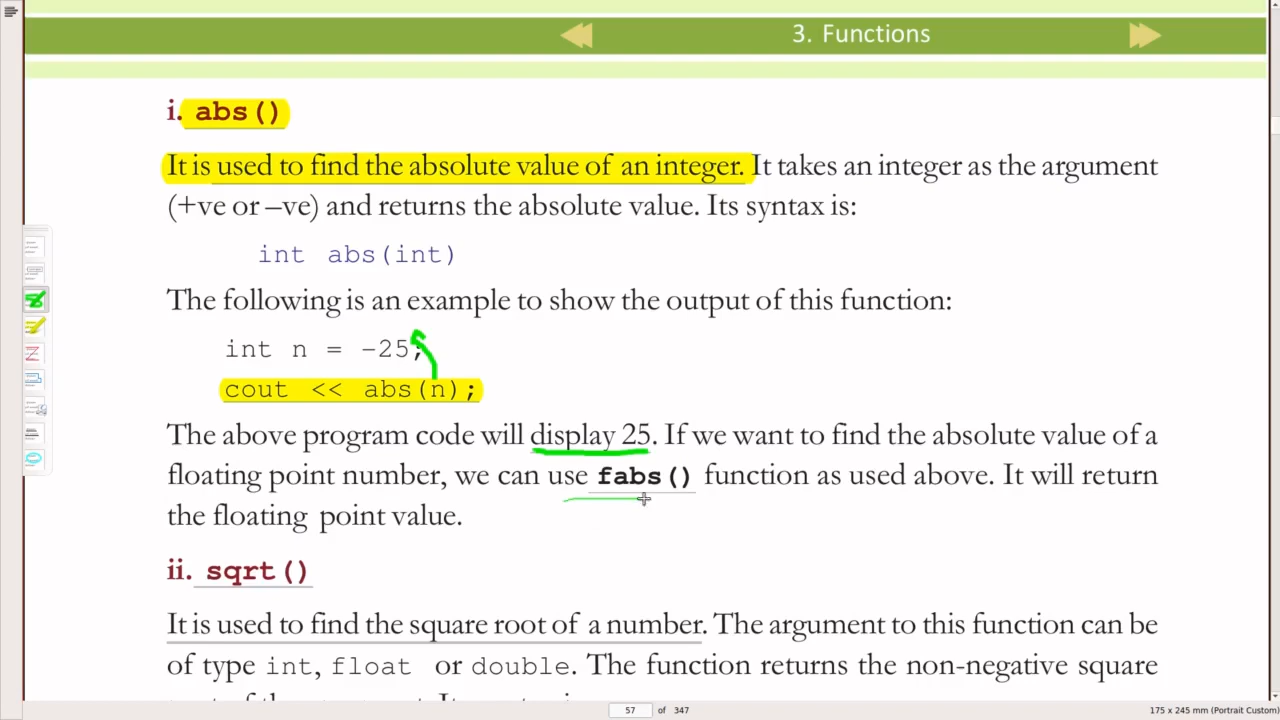 3. Functions
i. abs()
It is used to find the absolute value of an integer. It takes an integer as the argument
(+ve or –ve) and returns the absolute value. Its syntax is:
int abs(int)
The following is an example to show the output of this function:
int n = -25;
cout << abs(n);
The above program code will display 25. If we want to find the absolute value of a
floating point number, we can use fabs() function as used above. It will return
the floating point value.
ii. sqrt()
It is used to find the square root of a number. The argument to this function can be
of type int, float or double. The function returns the non-negative square
57 of 347
175 x 245 mm (Portrait Custom)